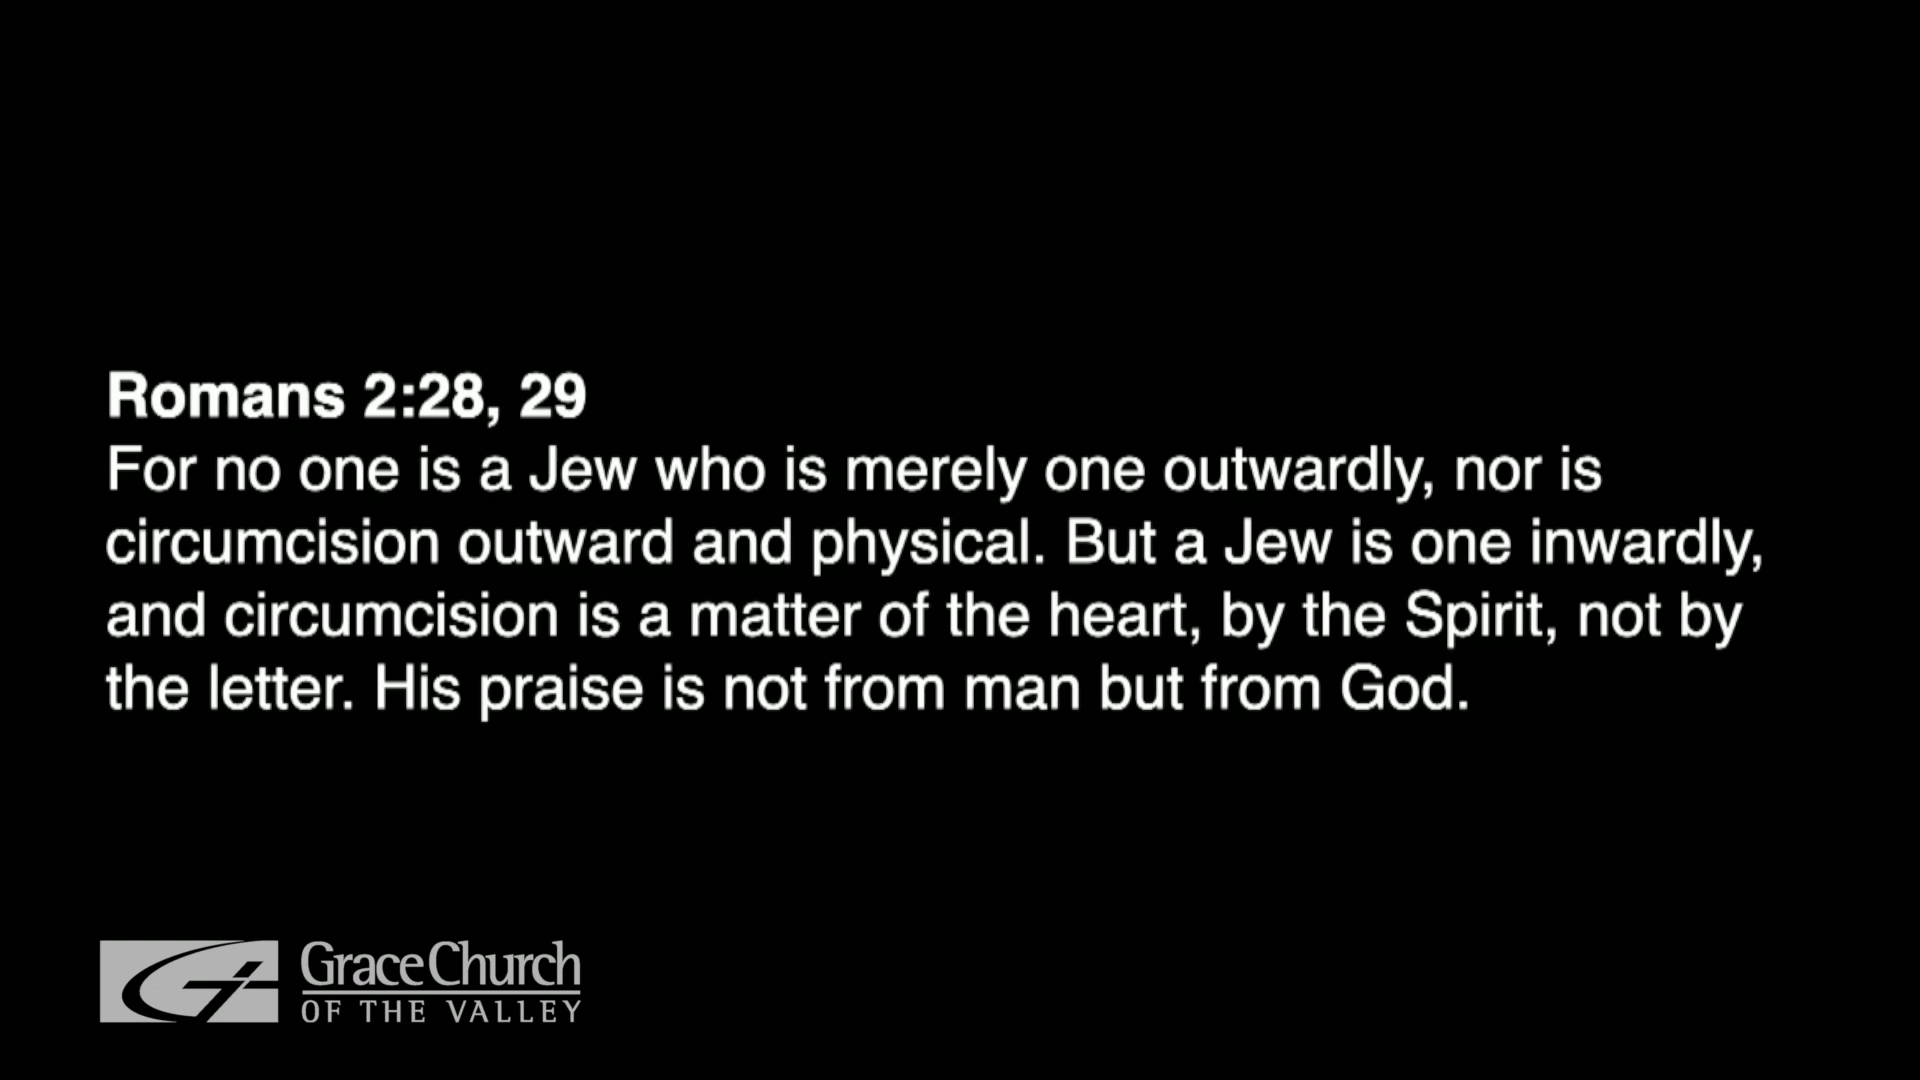 Romans 2:28, 29
For no one is a Jew who is merely one outwardly, nor is
circumcision outward and physical. But a Jew is one inwardly,
and circumcision is a matter of the heart, by the Spirit, not by
the letter. His praise is not from man but from God.
Grace Church
OF THE VALLEY